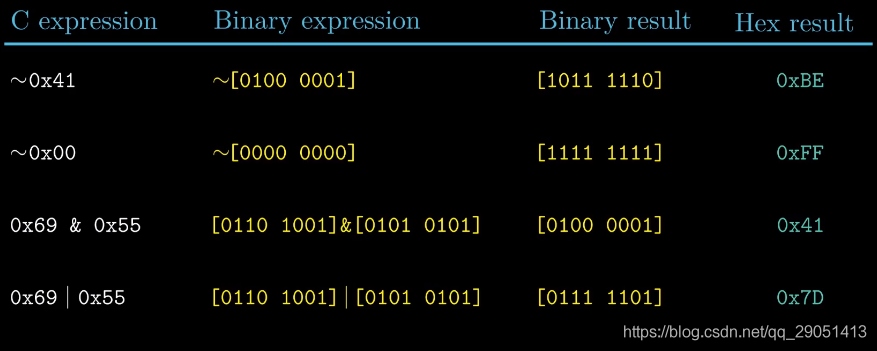 C expression Binary expression Binary result Hex result
~0x41 ~[0100 0001] [1011 1110] 0xBE
~0x00 ~[0000 0000] [1111 1111] 0xFF
0x69 & 0x55 [0110 1001]&[0101 0101] [0100 0001] 0x41
0x69 | 0x55 [0110 1001]|[0101 0101] [0111 1101] 0x7D
https://blog.csdn.net/qq_29051413